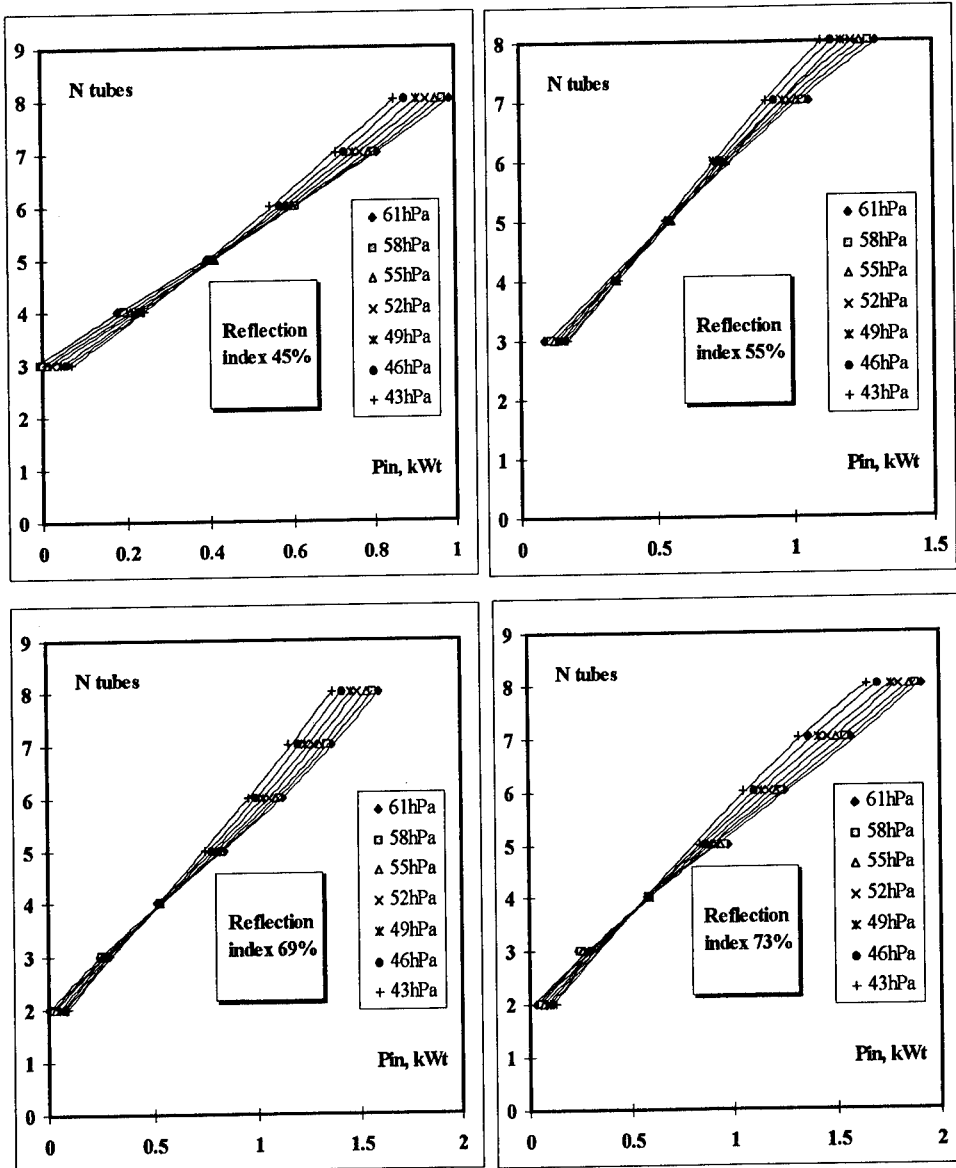 9
8
7
6
5
4
3
2
1
0
N tubes
61hPa
58hPa
55hPa
52hPa
49hPa
46hPa
43hPa
Reflection
index 45%
Pin, kWt
0 0.2 0.4 0.6 0.8 1
8
7
6
5
4
3
2
1
0
N tubes
61hPa
58hPa
55hPa
52hPa
49hPa
46hPa
43hPa
Reflection
index 55%
Pin, kWt
0 0.5 1 1.5
9
8
7
6
5
4
3
2
1
0
N tubes
61hPa
58hPa
55hPa
52hPa
49hPa
46hPa
43hPa
Reflection
index 69%
Pin, kWt
0 0.5 1 1.5 2
9
8
7
6
5
4
3
2
1
0
N tubes
61hPa
58hPa
55hPa
52hPa
49hPa
46hPa
43hPa
Reflection
index 73%
Pin, kWt
0 0.5 1 1.5 2